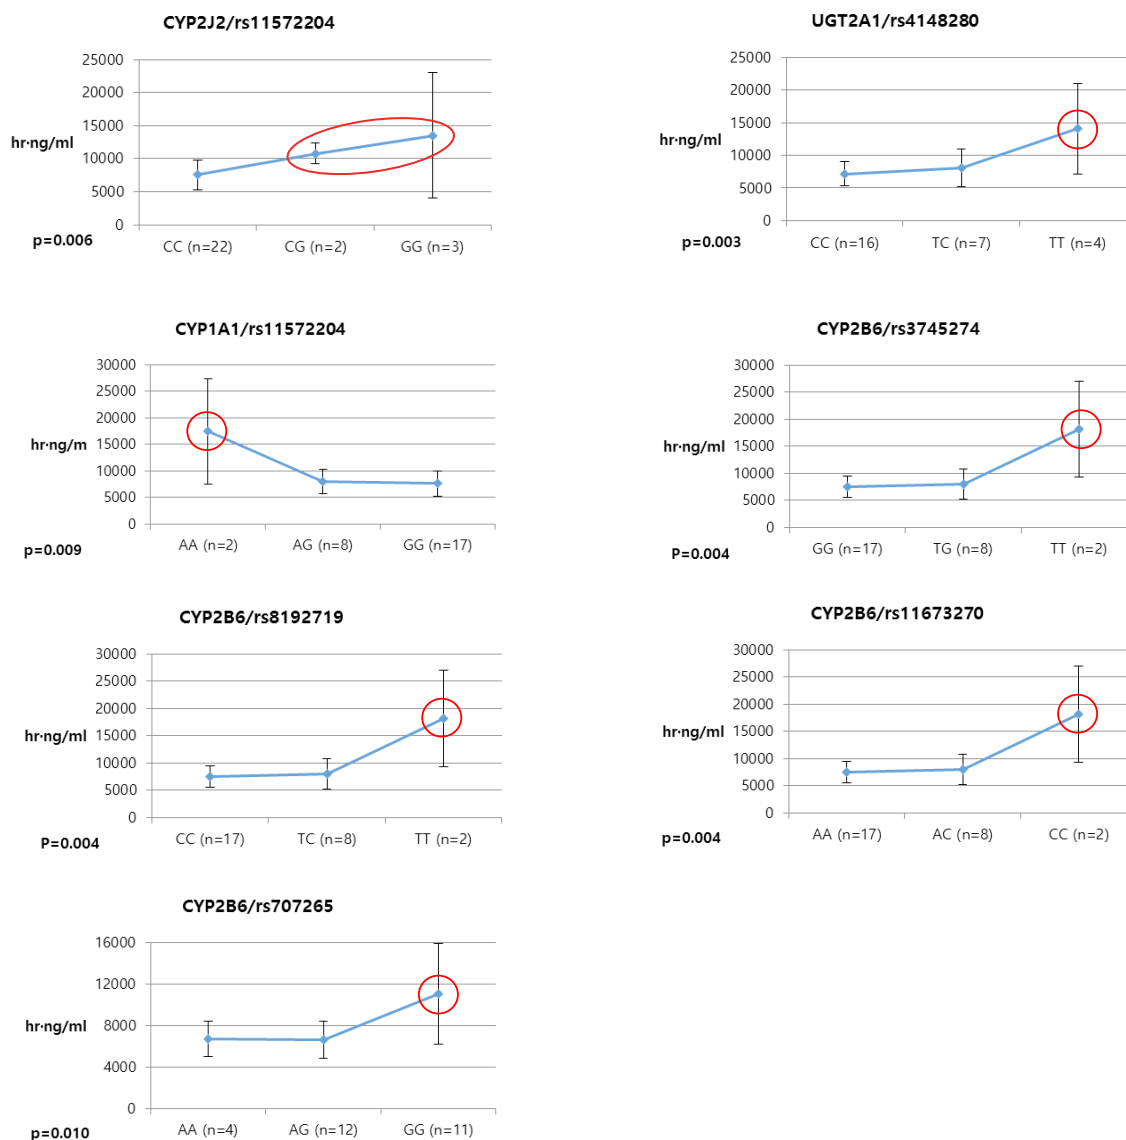 CYP2J2/rs11572204
25000
20000
15000
hr·ng/ml
10000
5000
0
CC (n=22) CG (n=2) GG (n=3)
p=0.006
UGT2A1/rs4148280
25000
20000
15000
hr·ng/ml
10000
5000
0
CC (n=16) TC (n=7) TT (n=4)
p=0.003
CYP1A1/rs11572204
30000
25000
20000
15000
hr·ng/m
10000
5000
0
AA (n=2) AG (n=8) GG (n=17)
p=0.009
CYP2B6/rs3745274
30000
25000
20000
15000
hr·ng/ml
10000
5000
0
GG (n=17) TG (n=8) TT (n=2)
P=0.004
CYP2B6/rs8192719
30000
25000
20000
15000
hr·ng/ml
10000
5000
0
CC (n=17) TC (n=8) TT (n=2)
P=0.004
CYP2B6/rs11673270
30000
25000
20000
15000
hr·ng/ml
10000
5000
0
AA (n=17) AC (n=8) CC (n=2)
p=0.004
CYP2B6/rs707265
16000
12000
8000
hr·ng/ml
4000
0
AA (n=4) AG (n=12) GG (n=11)
p=0.010